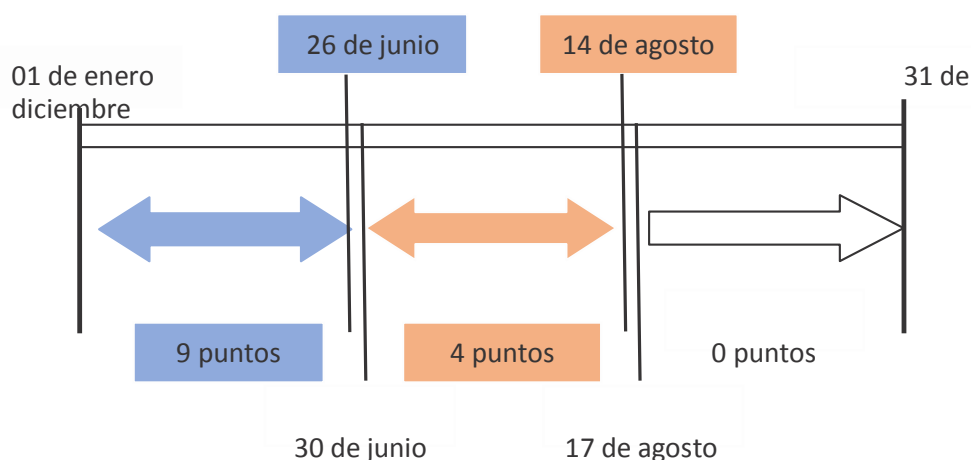 26 de junio
14 de agosto
01 de enero
31 de
diciembre
9 puntos
4 puntos
0 puntos
30 de junio
17 de agosto